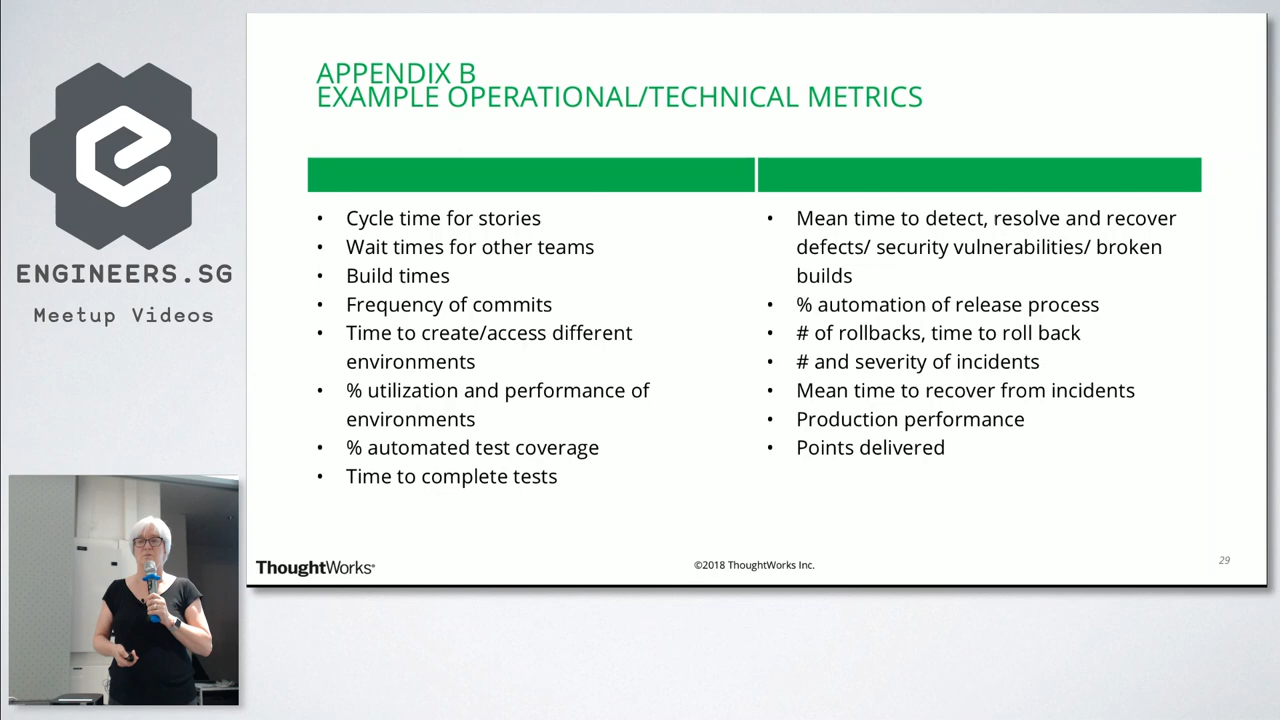 ENGINEERS.SG
Meetup Videos
APPENDIX B
EXAMPLE OPERATIONAL/TECHNICAL METRICS
• Cycle time for stories
• Wait times for other teams
• Build times
• Frequency of commits
• Time to create/access different
environments
• % utilization and performance of
environments
• % automated test coverage
• Time to complete tests
• Mean time to detect, resolve and recover
defects/ security vulnerabilities/ broken
builds
• % automation of release process
• # of rollbacks, time to roll back
• # and severity of incidents
• Mean time to recover from incidents
• Production performance
• Points delivered
ThoughtWorks®
©2018 ThoughtWorks Inc.
29